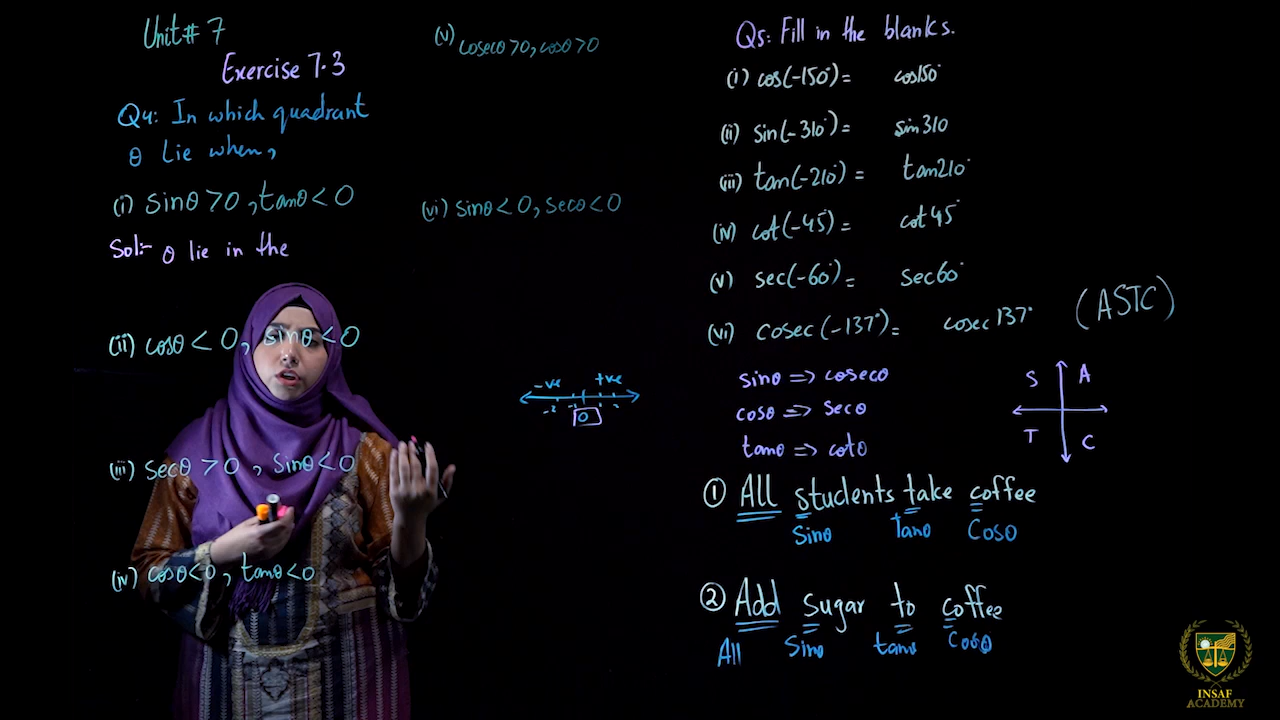 Unit# 7
Exercise 7.3
Q4: In which quadrant
θ lie when,
(i) sinθ > 0 , tanθ < 0
Sol:- θ lie in the
(ii) cosθ < 0, sinθ < 0
(iii) secθ > 0 , sinθ < 0
(iv) cosθ < 0 , tanθ < 0
(v) cosecθ > 0, cosθ > 0
(vi) sinθ < 0, secθ < 0
-ve +ve
-2 -1 0 1 2
Q5: Fill in the blanks.
(i) cos(-150°) = cos150°
(ii) sin(-310°) = sin310
(iii) tan(-210°) = tan210°
(iv) cot(-45°) = cot45°
(v) sec(-60°) = sec60°
(vi) cosec(-137°) = cosec137°
(ASTC)
sinθ => cosecθ
cosθ => secθ
tanθ => cotθ
S A
T C
① All students take coffee
Sinθ tanθ Cosθ
② Add sugar to coffee
All Sinθ tanθ Cosθ
INSAF
ACADEMY